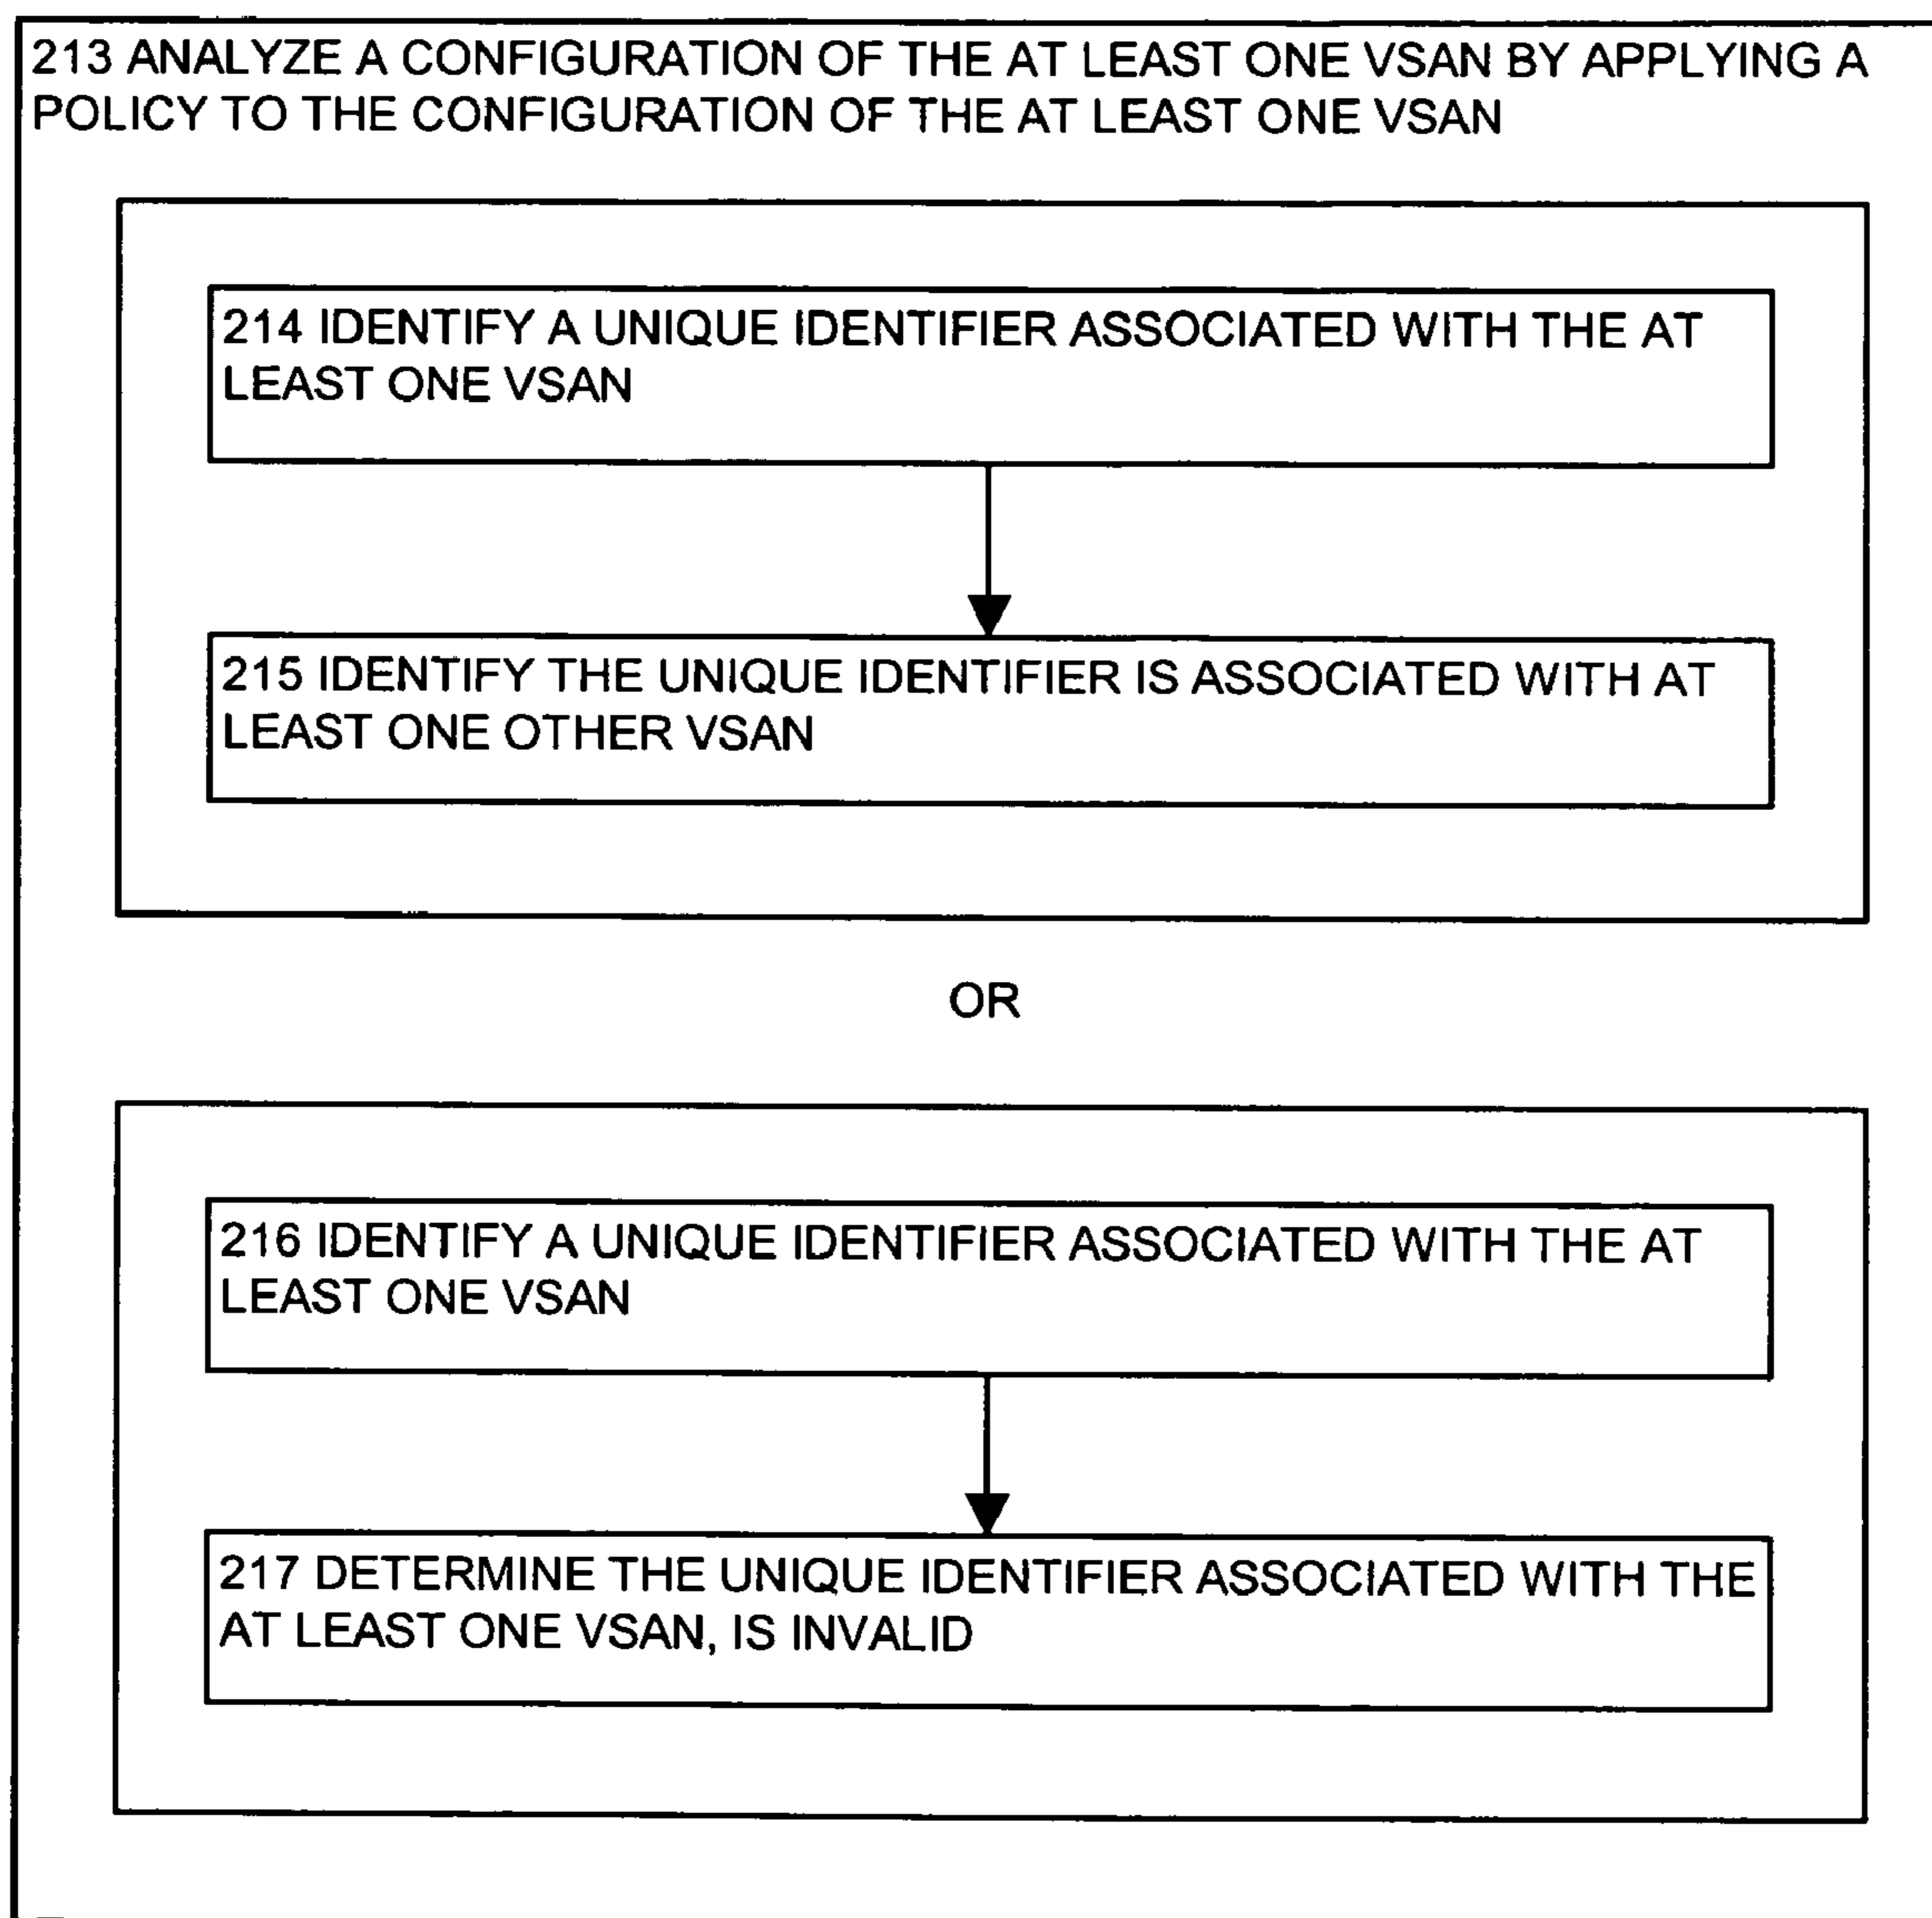 213 ANALYZE A CONFIGURATION OF THE AT LEAST ONE VSAN BY APPLYING A
POLICY TO THE CONFIGURATION OF THE AT LEAST ONE VSAN
214 IDENTIFY A UNIQUE IDENTIFIER ASSOCIATED WITH THE AT
LEAST ONE VSAN
215 IDENTIFY THE UNIQUE IDENTIFIER IS ASSOCIATED WITH AT
LEAST ONE OTHER VSAN
OR
216 IDENTIFY A UNIQUE IDENTIFIER ASSOCIATED WITH THE AT
LEAST ONE VSAN
217 DETERMINE THE UNIQUE IDENTIFIER ASSOCIATED WITH THE
AT LEAST ONE VSAN, IS INVALID